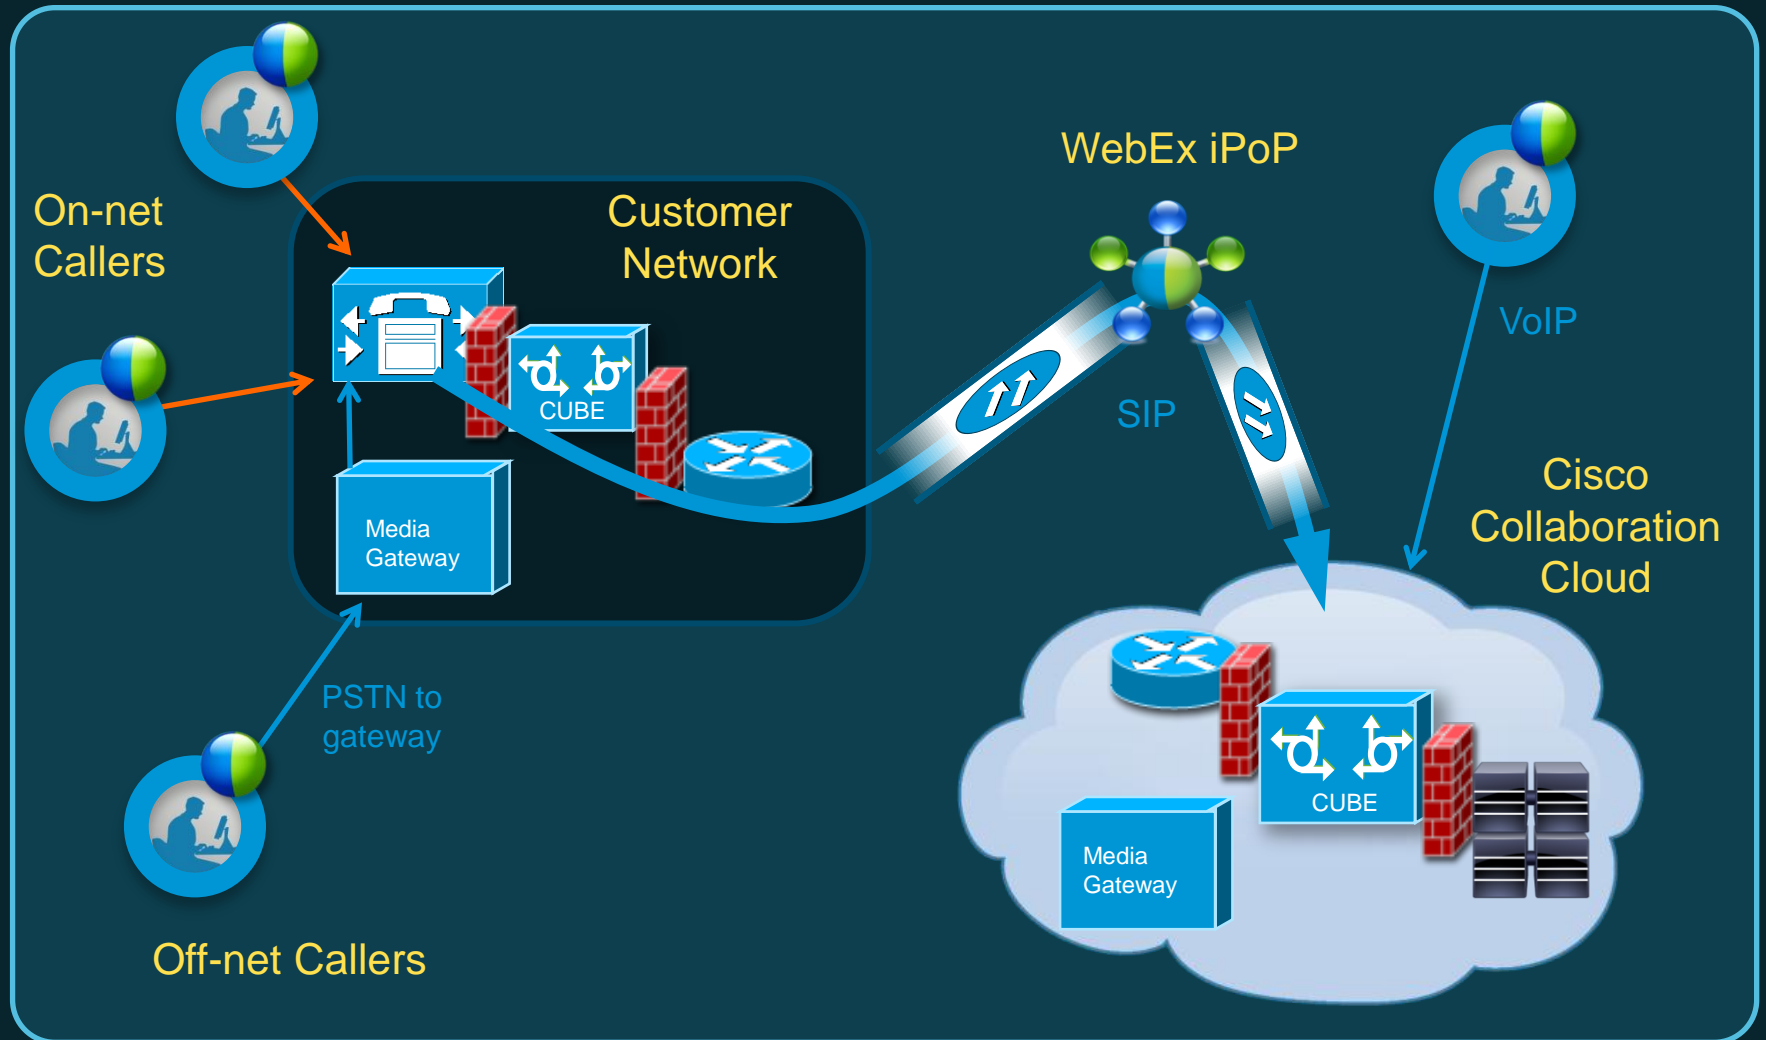 On-net
Callers
Customer
Network
CUBE
Media
Gateway
PSTN to
gateway
Off-net Callers
WebEx iPoP
SIP
VoIP
Cisco
Collaboration
Cloud
CUBE
Media
Gateway